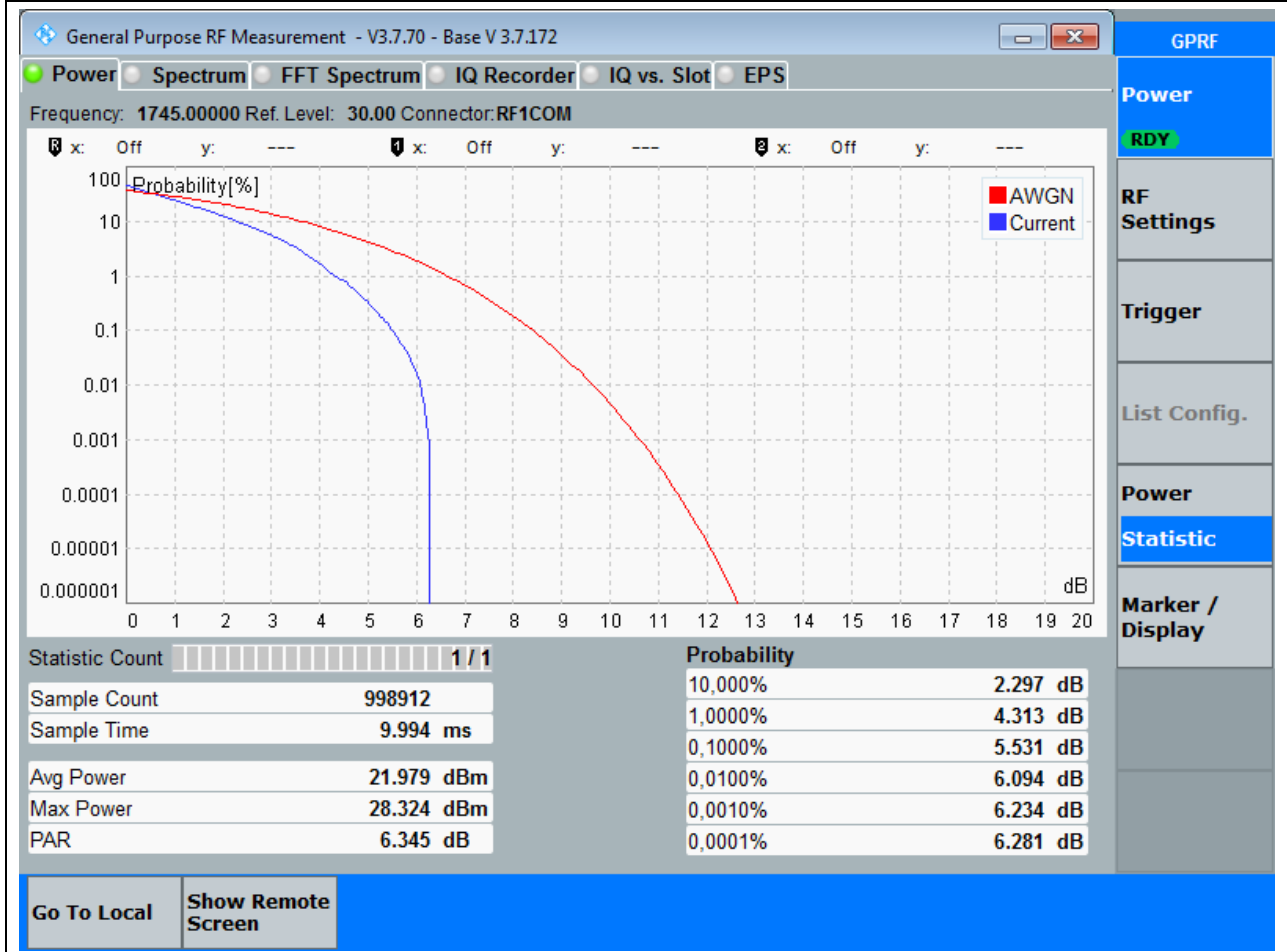 General Purpose RF Measurement - V3.7.70 - Base V 3.7.172
Power Spectrum FFT Spectrum IQ Recorder IQ vs. Slot EPS
Frequency: 1745.00000 Ref. Level: 30.00 Connector:RF1COM
R x: Off y: --- 1 x: Off y: --- 2 x: Off y: ---
Probability[%]
AWGN
Current
100
10
1
0.1
0.01
0.001
0.0001
0.00001
0.000001
dB
0 1 2 3 4 5 6 7 8 9 10 11 12 13 14 15 16 17 18 19 20
Statistic Count 1 / 1
Sample Count 998912
Sample Time 9.994 ms
Avg Power 21.979 dBm
Max Power 28.324 dBm
PAR 6.345 dB
Probability
10,000% 2.297 dB
1,0000% 4.313 dB
0,1000% 5.531 dB
0,0100% 6.094 dB
0,0010% 6.234 dB
0,0001% 6.281 dB
GPRF
Power
RDY
RF
Settings
Trigger
List Config.
Power
Statistic
Marker /
Display
Go To Local
Show Remote
Screen